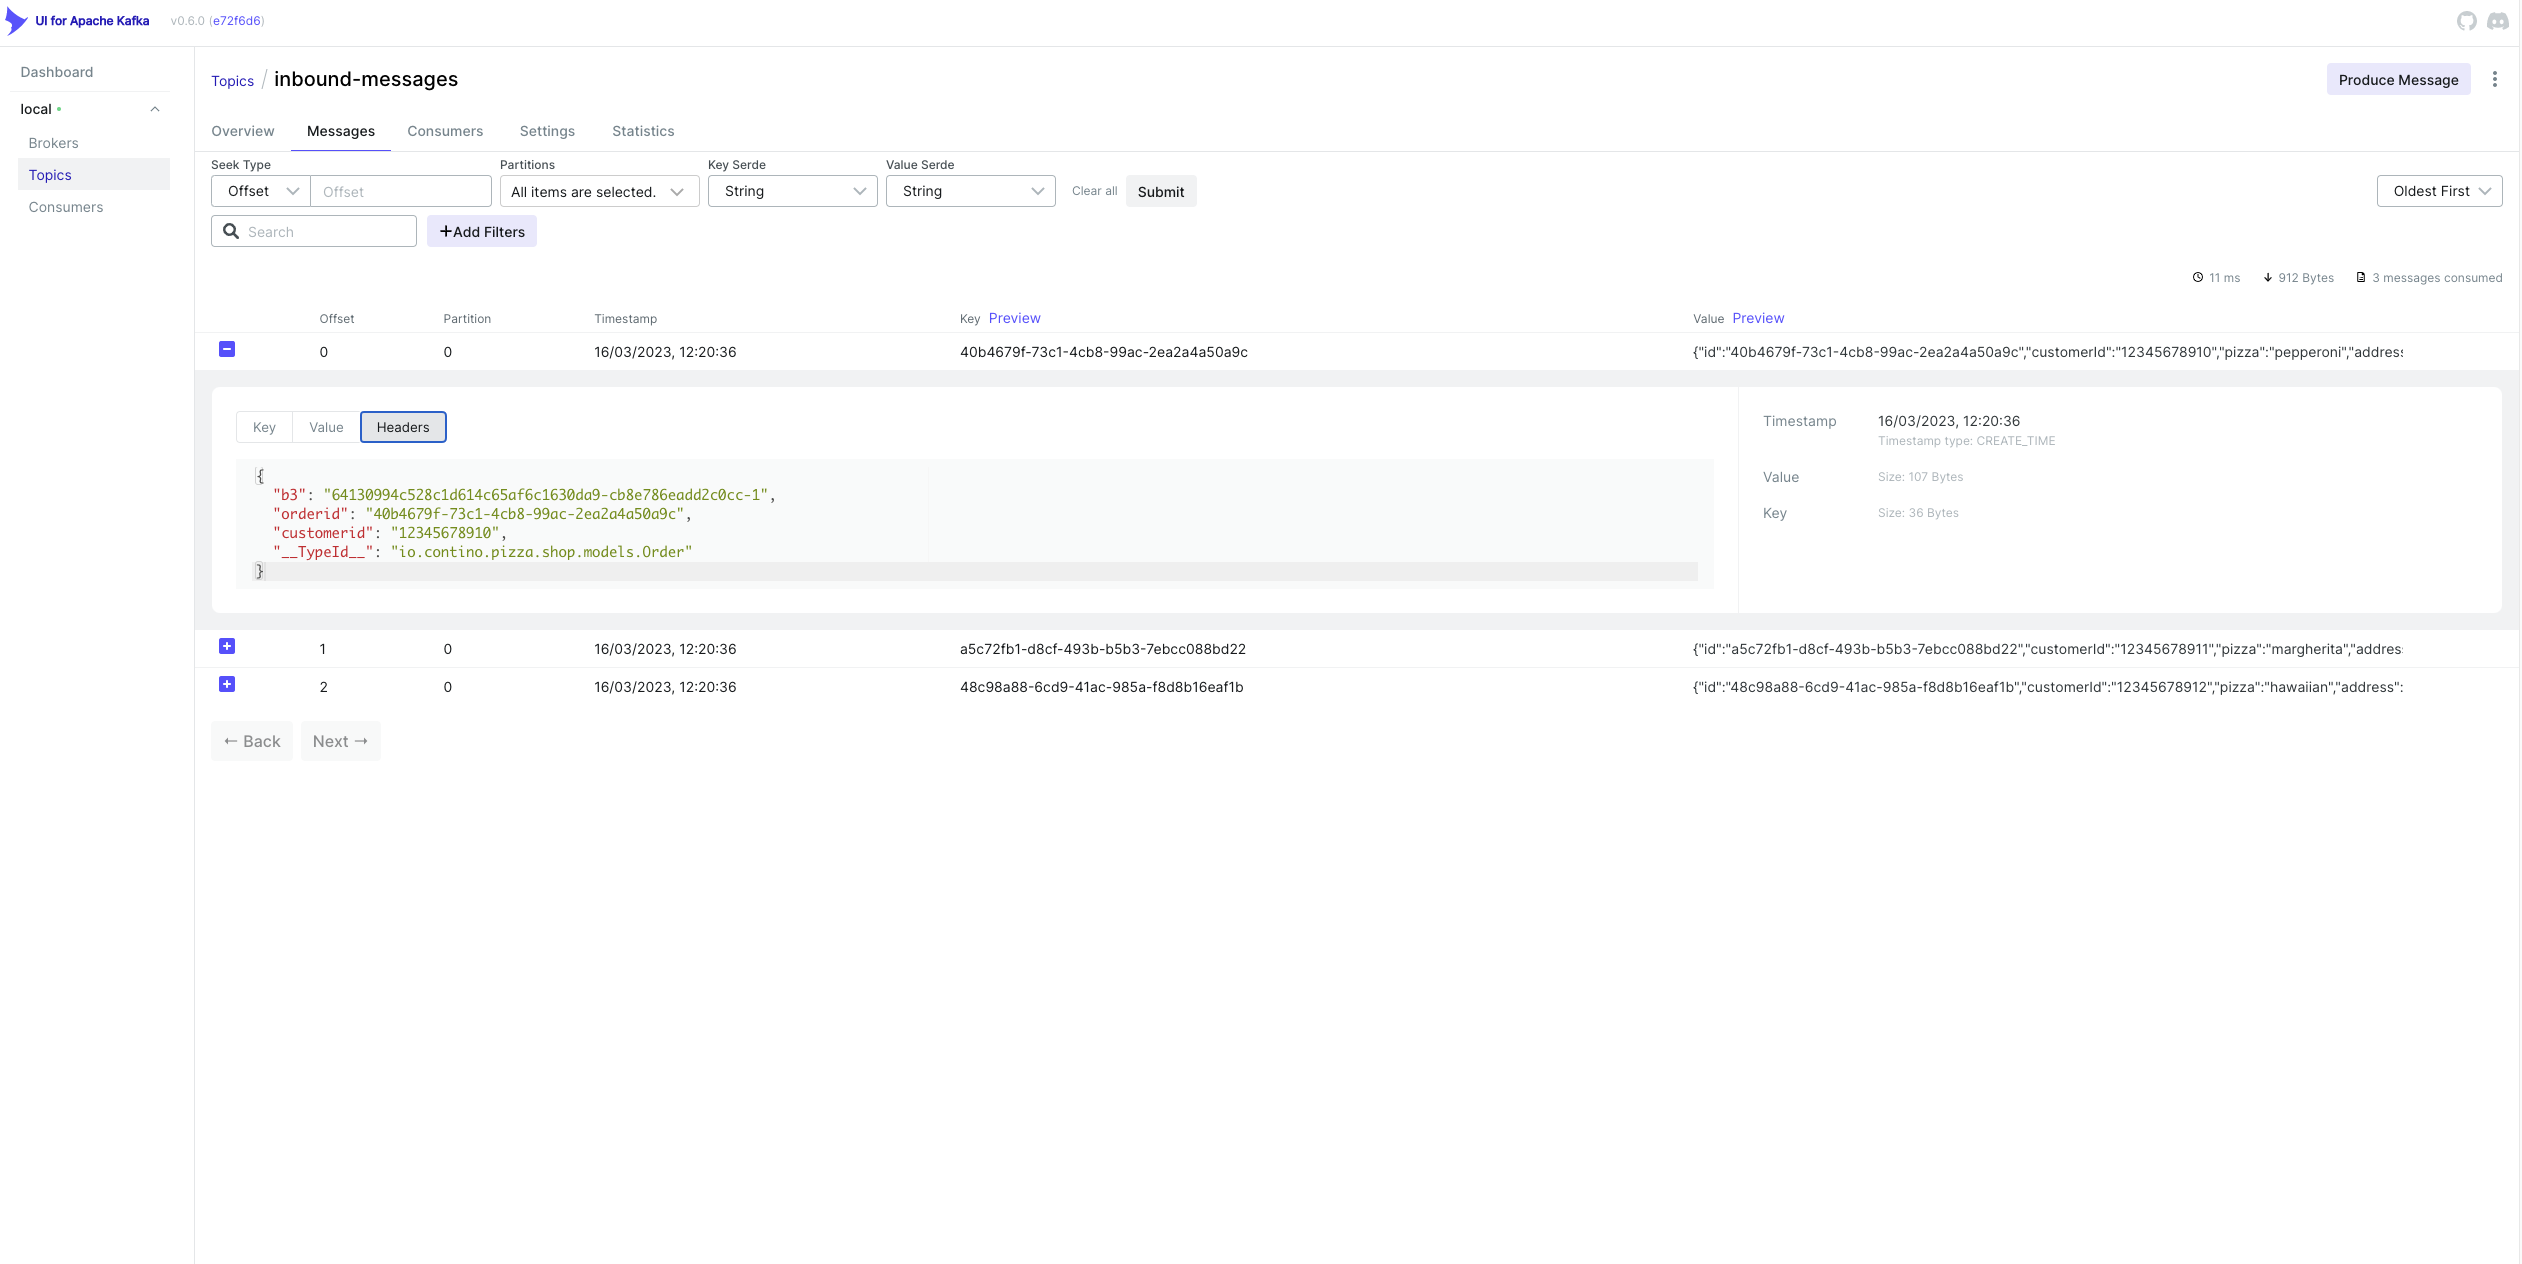 UI for Apache Kafka v0.6.0 (e72f6d6)
Dashboard
local
Brokers
Topics
Consumers
Topics / inbound-messages
Produce Message
Overview Messages Consumers Settings Statistics
Seek Type Partitions Key Serde Value Serde
Offset Offset All items are selected. String String Clear all Submit Oldest First
Search +Add Filters
11 ms 912 Bytes 3 messages consumed
Offset Partition Timestamp Key Preview Value Preview
0 0 16/03/2023, 12:20:36 40b4679f-73c1-4cb8-99ac-2ea2a4a50a9c {"id":"40b4679f-73c1-4cb8-99ac-2ea2a4a50a9c","customerId":"12345678910","pizza":"pepperoni","address
Key Value Headers
{
"b3": "64130994c528c1d614c65af6c1630da9-cb8e786eadd2c0cc-1",
"orderid": "40b4679f-73c1-4cb8-99ac-2ea2a4a50a9c",
"customerid": "12345678910",
"__TypeId__": "io.contino.pizza.shop.models.Order"
}
Timestamp 16/03/2023, 12:20:36
Timestamp type: CREATE_TIME
Value Size: 107 Bytes
Key Size: 36 Bytes
1 0 16/03/2023, 12:20:36 a5c72fb1-d8cf-493b-b5b3-7ebcc088bd22 {"id":"a5c72fb1-d8cf-493b-b5b3-7ebcc088bd22","customerId":"12345678911","pizza":"margherita","addres
2 0 16/03/2023, 12:20:36 48c98a88-6cd9-41ac-985a-f8d8b16eaf1b {"id":"48c98a88-6cd9-41ac-985a-f8d8b16eaf1b","customerId":"12345678912","pizza":"hawaiian","address":
← Back Next →